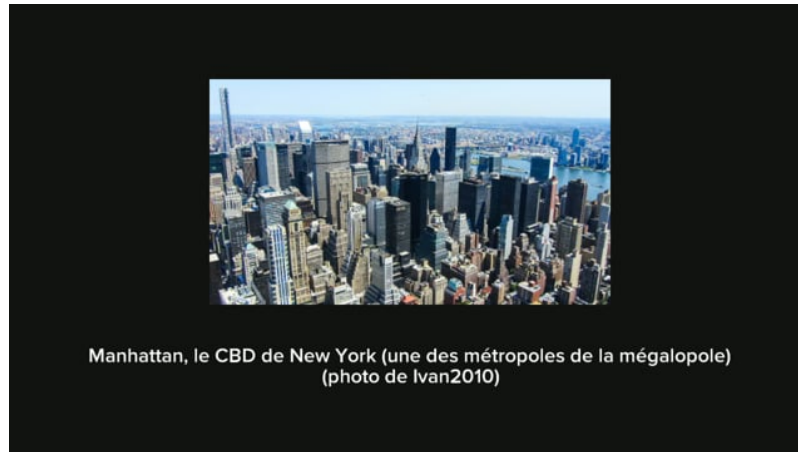 Manhattan, le CBD de New York (une des métropoles de la mégalopole)
(photo de Ivan2010)